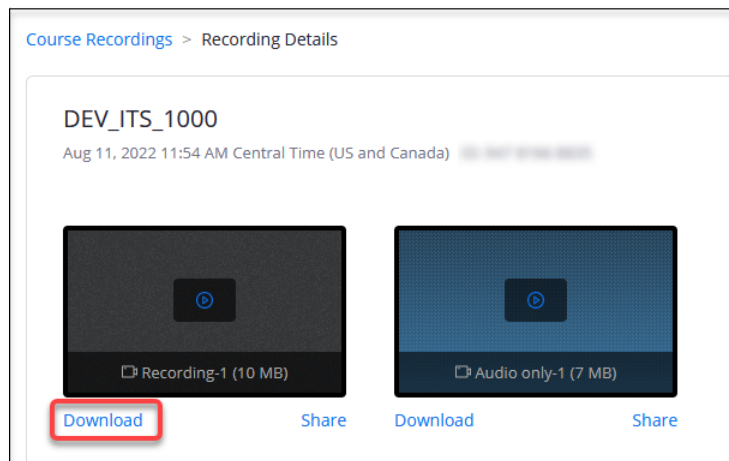 Course Recordings > Recording Details
DEV_ITS_1000
Aug 11, 2022 11:54 AM Central Time (US and Canada)
Recording-1 (10 MB)
Audio only-1 (7 MB)
Download Share Download Share